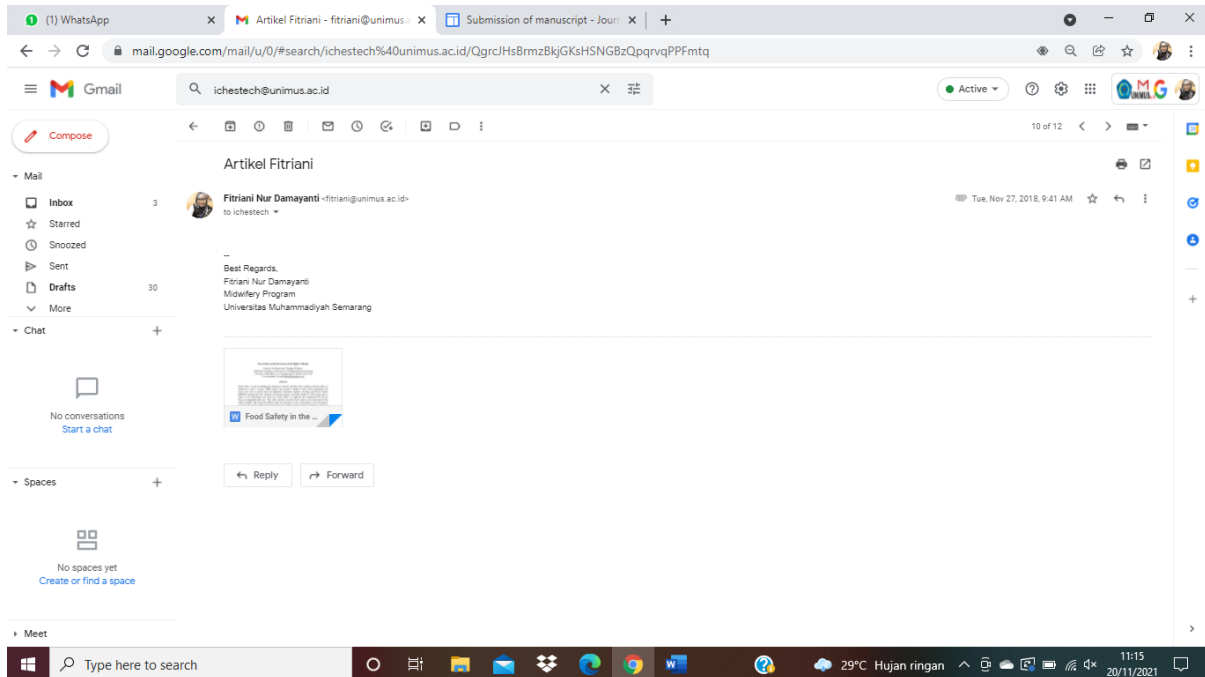 (1) WhatsApp
Artikel Fitriani - fitriani@unimus.a
Submission of manuscript - Journ
mail.google.com/mail/u/0/#search/ichestech%40unimus.ac.id/QgrcJHsBrmzBkjGKsHSNGBzQpqrvqPPFmtq
Gmail
ichestech@unimus.ac.id
Active
UNIMUS
Compose
10 of 12
Artikel Fitriani
Mail
Inbox 3
Starred
Snoozed
Sent
Drafts 30
More
Fitriani Nur Damayanti <fitriani@unimus.ac.id>
Tue, Nov 27, 2018, 9:41 AM
to ichestech
--
Best Regards,
Fitriani Nur Damayanti
Midwifery Program
Universitas Muhammadiyah Semarang
Chat
No conversations
Start a chat
W Food Safety in the ...
Reply
Forward
Spaces
No spaces yet
Create or find a space
Meet
Type here to search
29°C Hujan ringan
11:15
20/11/2021